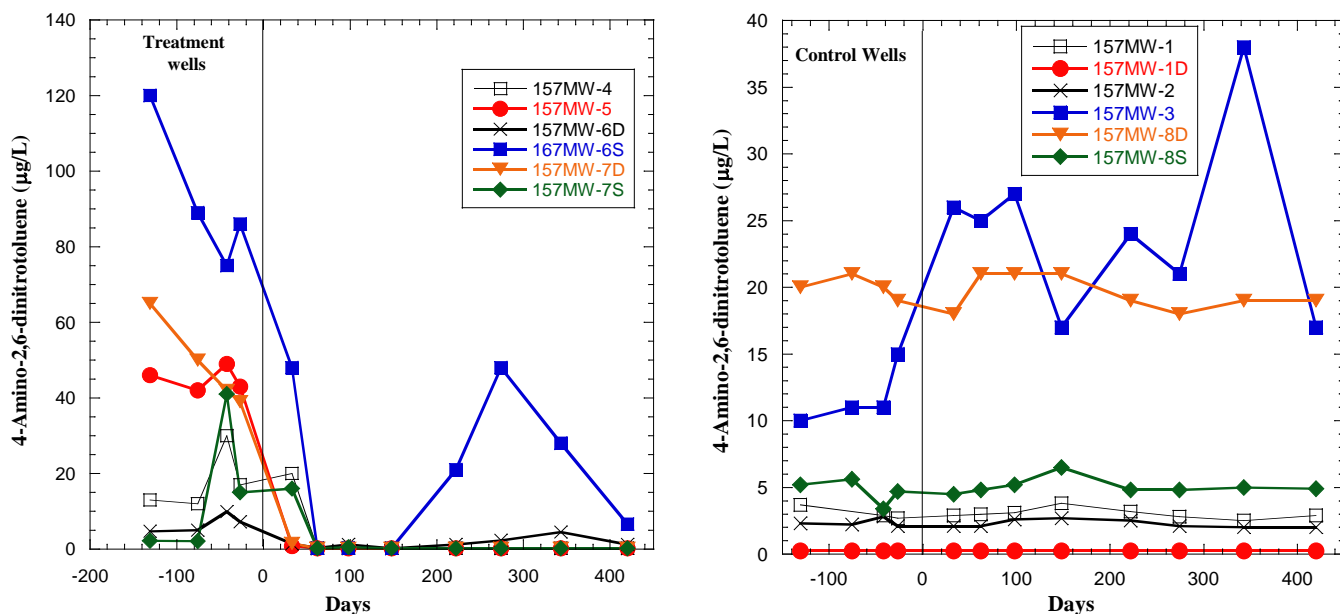 140
120
100
80
60
40
20
0
4-Amino-2,6-dinitrotoluene (µg/L)
Treatment
wells
157MW-4
157MW-5
157MW-6D
167MW-6S
157MW-7D
157MW-7S
-200
-100
0
100
200
300
400
Days
40
35
30
25
20
15
10
5
0
4-Amino-2,6-dinitrotoluene (µg/L)
Control Wells
157MW-1
157MW-1D
157MW-2
157MW-3
157MW-8D
157MW-8S
-100
0
100
200
300
400
Days